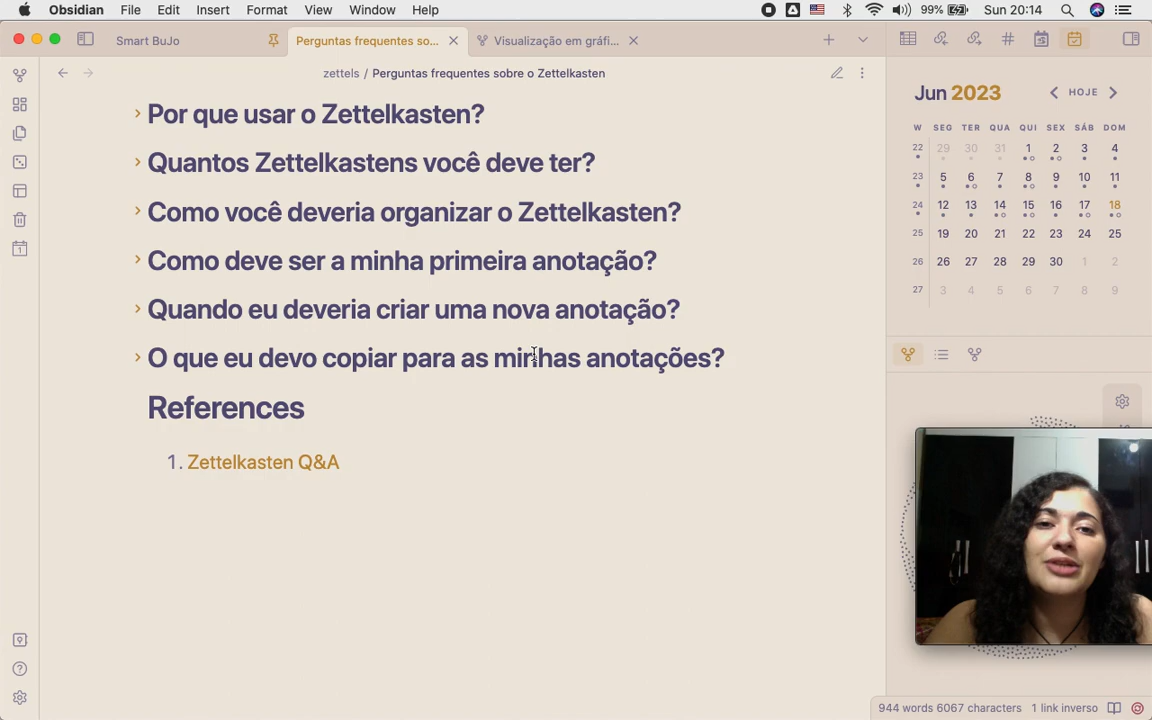 Obsidian File Edit Insert Format View Window Help 99% Sun 20:14
Smart BuJo Perguntas frequentes so... Visualização em gráfi...
zettels / Perguntas frequentes sobre o Zettelkasten
Por que usar o Zettelkasten?
Quantos Zettelkastens você deve ter?
Como você deveria organizar o Zettelkasten?
Como deve ser a minha primeira anotação?
Quando eu deveria criar uma nova anotação?
O que eu devo copiar para as minhas anotações?
References
1. Zettelkasten Q&A
Jun 2023 HOJE
W SEG TER QUA QUI SEX SÁB DOM
22 29 30 31 1 2 3 4
23 5 6 7 8 9 10 11
24 12 13 14 15 16 17 18
25 19 20 21 22 23 24 25
26 26 27 28 29 30 1 2
27 3 4 5 6 7 8 9
944 words 6067 characters 1 link inverso